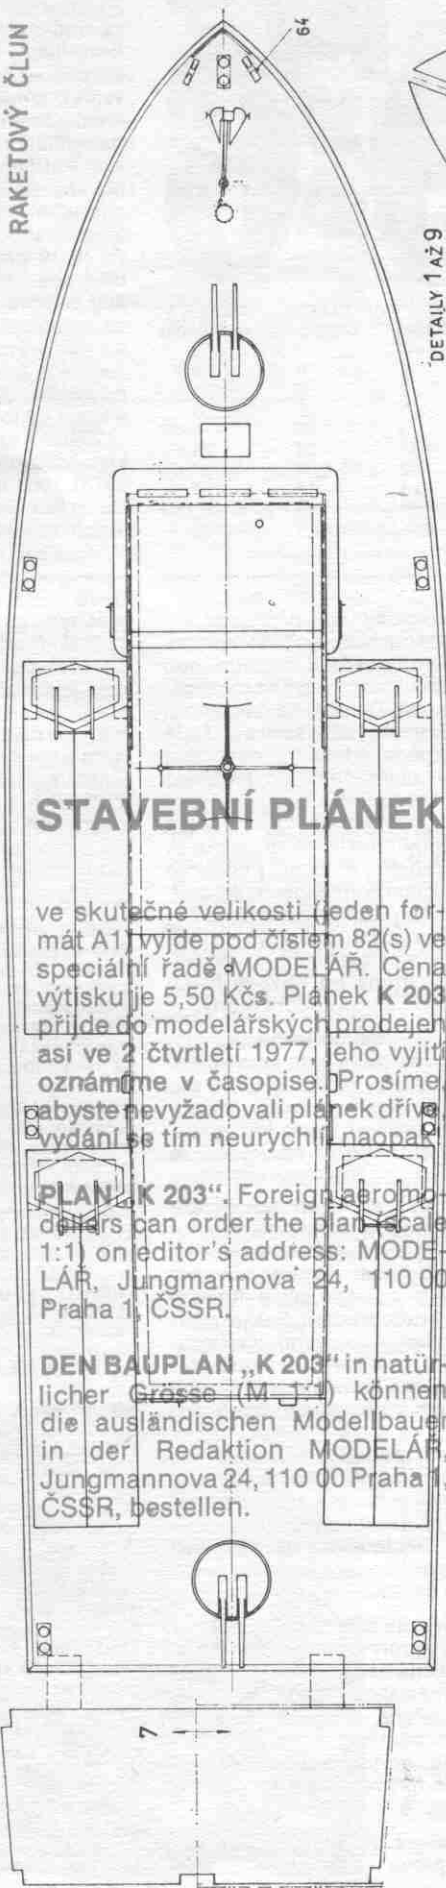 RAKETOVÝ ČLUN
64
DETAILY 1 AŽ 9
STAVEBNÍ PLÁNEK
ve skutečné velikosti (jeden for-
mát A1) vyjde pod číslem 82(s) ve
speciální řadě MODELÁŘ. Cena
výtisku je 5,50 Kčs. Plánek K 203
přijde do modelářských prodejen
asi ve 2 čtvrtletí 1977, jeho vyjití
oznámíme v časopise. Prosíme,
abyste nevyžadovali plánek dříve,
vydání se tím neurychlí, naopak!
PLAN „K 203“. Foreign aeromo-
dellers can order the plan (scale
1:1) on editor's address: MODE-
LÁŘ, Jungmannova 24, 110 00
Praha 1, ČSSR.
DEN BAUPLAN „K 203“ in natür-
licher Grösse (M 1:1) können
die ausländischen Modellbauer
in der Redaktion MODELÁŘ,
Jungmannova 24, 110 00 Praha 1,
ČSSR, bestellen.
7